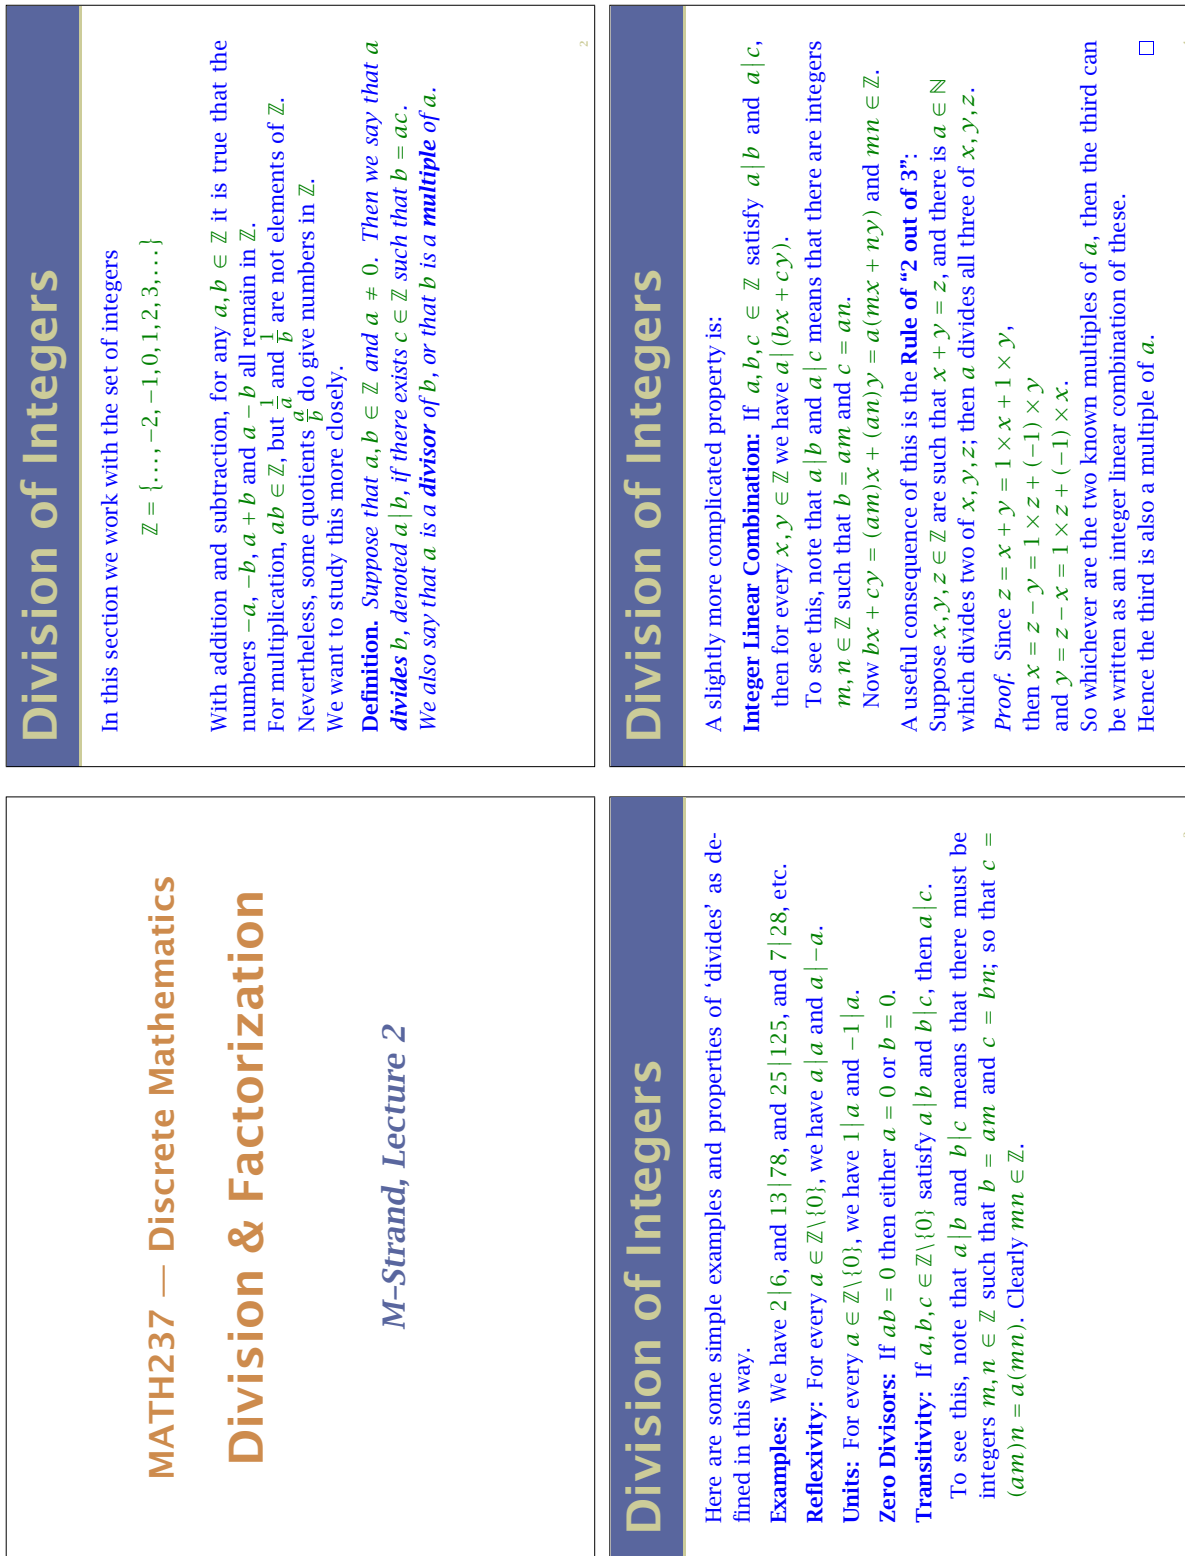 MATH237 — Discrete Mathematics
Division & Factorization
M–Strand, Lecture 2
Division of Integers
In this section we work with the set of integers
ℤ = {..., −2, −1, 0, 1, 2, 3, ...}
With addition and subtraction, for any a, b ∈ ℤ it is true that the
numbers −a, −b, a + b and a − b all remain in ℤ.
For multiplication, ab ∈ ℤ, but 1/a and 1/b are not elements of ℤ.
Nevertheless, some quotients a/b do give numbers in ℤ.
We want to study this more closely.
Definition. Suppose that a, b ∈ ℤ and a ≠ 0. Then we say that a
divides b, denoted a|b, if there exists c ∈ ℤ such that b = ac.
We also say that a is a divisor of b, or that b is a multiple of a.
2
Division of Integers
Here are some simple examples and properties of ‘divides’ as de-
fined in this way.
Examples: We have 2|6, and 13|78, and 25|125, and 7|28, etc.
Reflexivity: For every a ∈ ℤ\{0}, we have a|a and a|−a.
Units: For every a ∈ ℤ\{0}, we have 1|a and −1|a.
Zero Divisors: If ab = 0 then either a = 0 or b = 0.
Transitivity: If a, b, c ∈ ℤ\{0} satisfy a|b and b|c, then a|c.
To see this, note that a|b and b|c means that there must be
integers m, n ∈ ℤ such that b = am and c = bn; so that c =
(am)n = a(mn). Clearly mn ∈ ℤ.
Division of Integers
A slightly more complicated property is:
Integer Linear Combination: If a, b, c ∈ ℤ satisfy a|b and a|c,
then for every x, y ∈ ℤ we have a|(bx + cy).
To see this, note that a|b and a|c means that there are integers
m, n ∈ ℤ such that b = am and c = an.
Now bx + cy = (am)x + (an)y = a(mx + ny) and mn ∈ ℤ.
A useful consequence of this is the Rule of “2 out of 3”:
Suppose x, y, z ∈ ℤ are such that x + y = z, and there is a ∈ ℕ
which divides two of x, y, z; then a divides all three of x, y, z.
Proof. Since z = x + y = 1 × x + 1 × y,
then x = z − y = 1 × z + (−1) × y
and y = z − x = 1 × z + (−1) × x.
So whichever are the two known multiples of a, then the third can
be written as an integer linear combination of these.
Hence the third is also a multiple of a. □